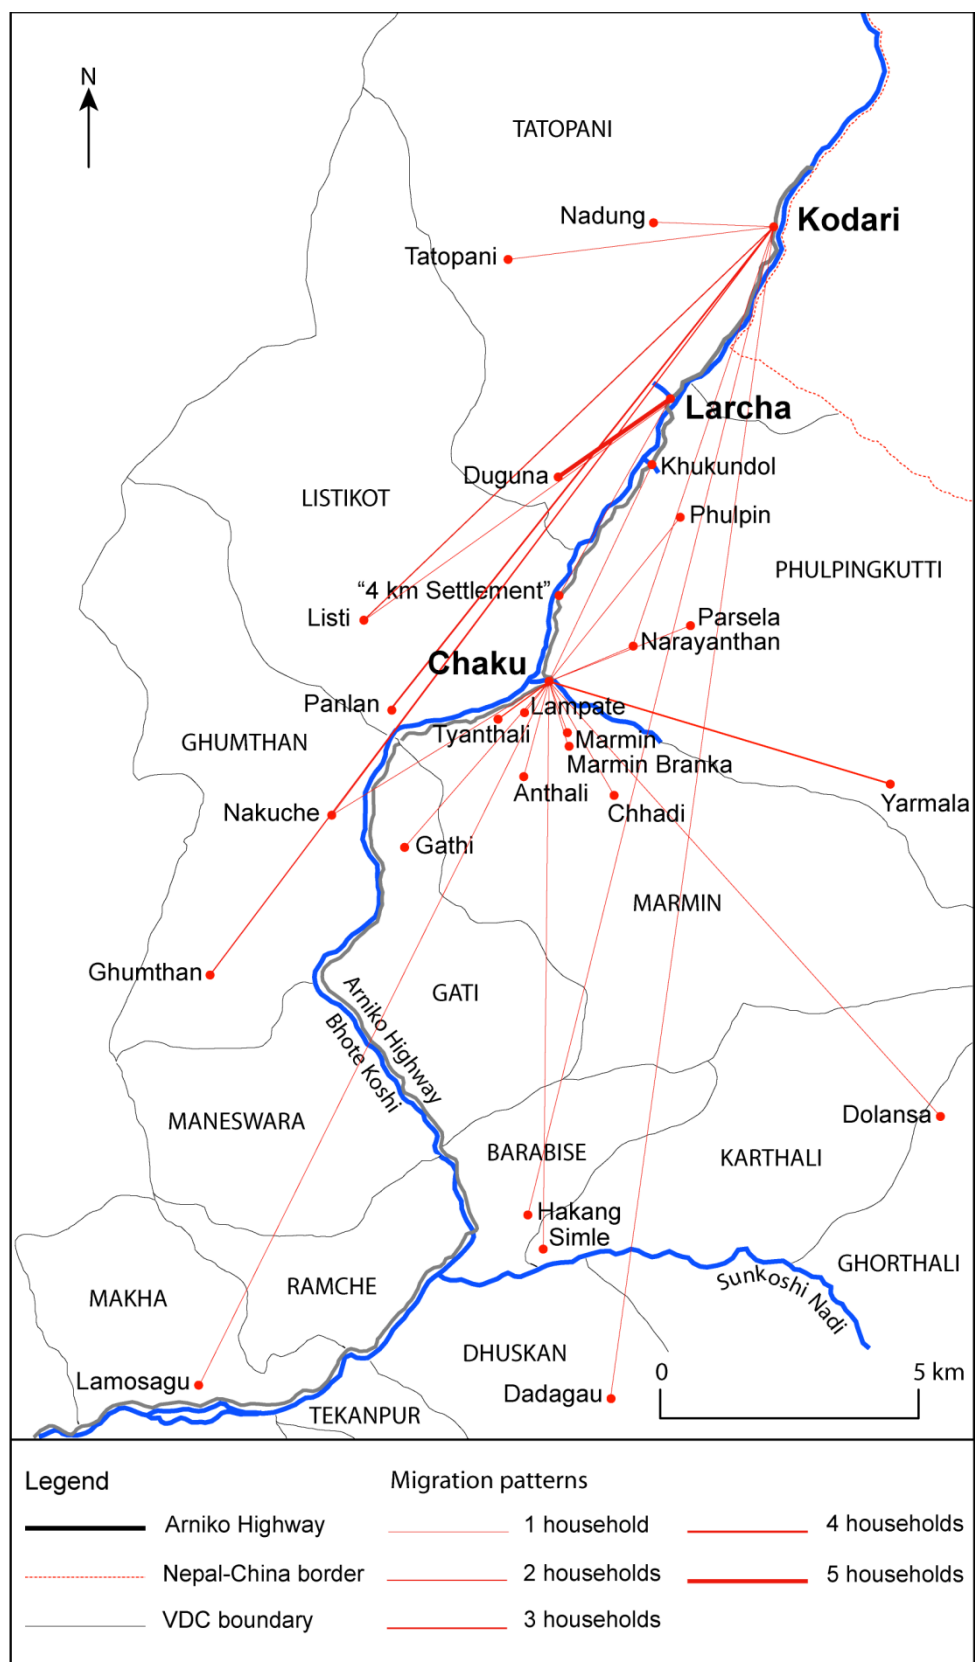 N
TATOPANI
Nadung
Kodari
Tatopani
Larcha
Khukundol
Duguna
LISTIKOT
Phulpin
PHULPINGKUTTI
“4 km Settlement”
Listi
Parsela
Narayanthan
Chaku
Panlan
Lampate
Tyanthali
GHUMTHAN
Marmin
Marmin Branka
Anthali
Chhadi
Yarmala
Nakuche
Gathi
MARMIN
Ghumthan
GATI
Arniko Highway
Bhote Koshi
MANESWARA
Dolansa
BARABISE
KARTHALI
Hakang
Simle
GHORTHALI
Sunkoshi Nadi
MAKHA
RAMCHE
DHUSKAN
0 5 km
Lamosagu
Dadagau
TEKANPUR
Legend
Migration patterns
Arniko Highway
1 household
4 households
Nepal-China border
2 households
5 households
VDC boundary
3 households